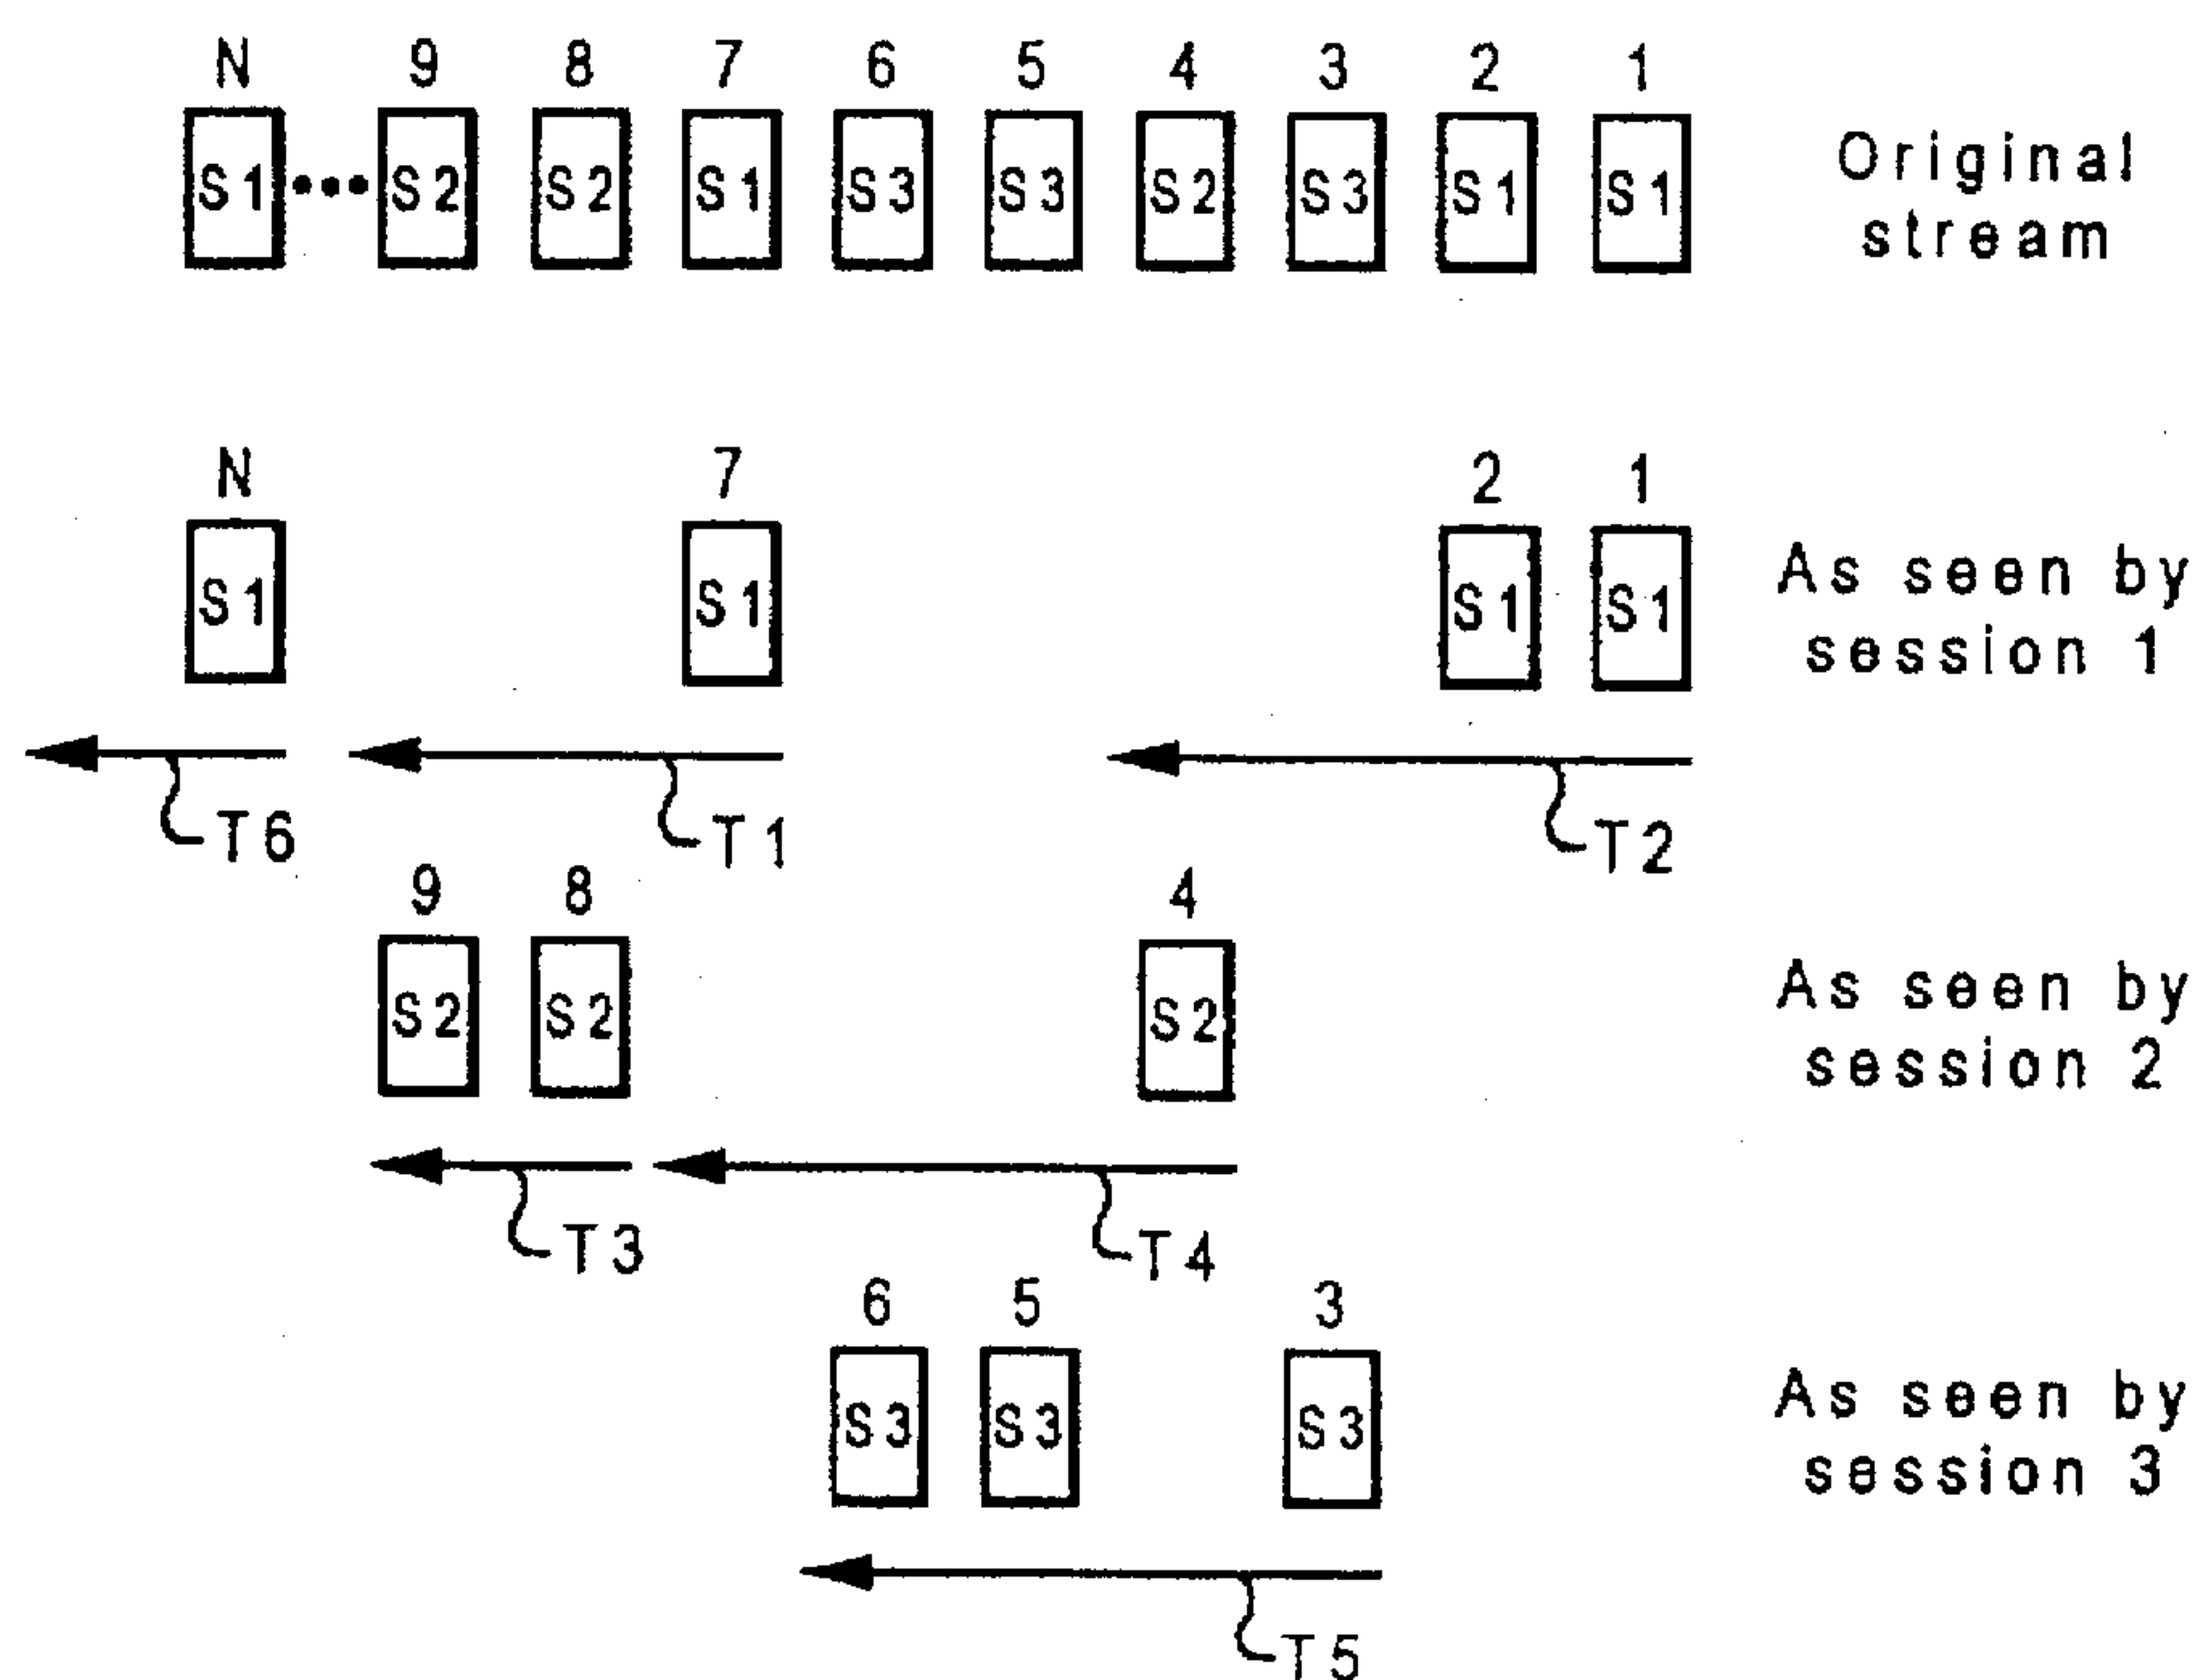 N 9 8 7 6 5 4 3 2 1
S1 S2 S2 S1 S3 S3 S2 S3 S1 S1
Original
stream
N 7 2 1
S1 S1 S1 S1
As seen by
session 1
T6 T1 T2
9 8 4
S2 S2 S2
As seen by
session 2
T3 T4
6 5 3
S3 S3 S3
As seen by
session 3
T5